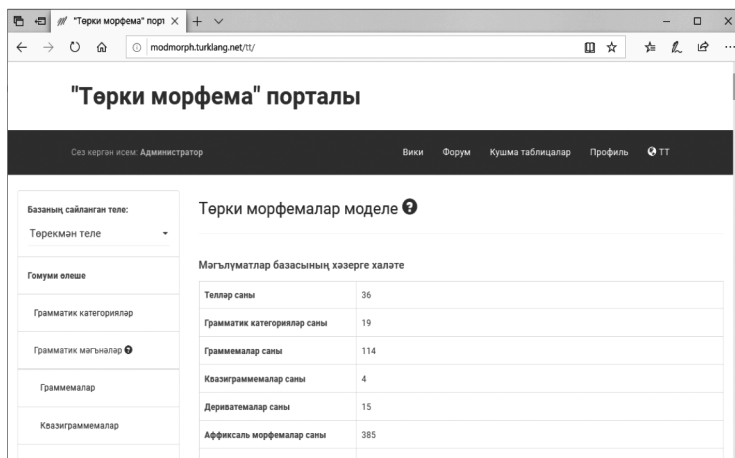 "Төрки морфема" порт
modmorph.turklang.net/tt/
"Төрки морфема" порталы
Сез кергән исем: Администратор
Вики Форум Кушма таблицалар Профиль TT
Базаның сайланган теле:
Төрекмән теле
Гомуми өлеше
Грамматик категорияләр
Грамматик мәгънәләр
Граммемалар
Квазиграммемалар
Төрки морфемалар моделе
Мәгълүматлар базасының хәзерге халәте
Телләр саны 36
Грамматик категорияләр саны 19
Граммемалар саны 114
Квазиграммемалар саны 4
Дериватемалар саны 15
Аффиксаль морфемалар саны 385